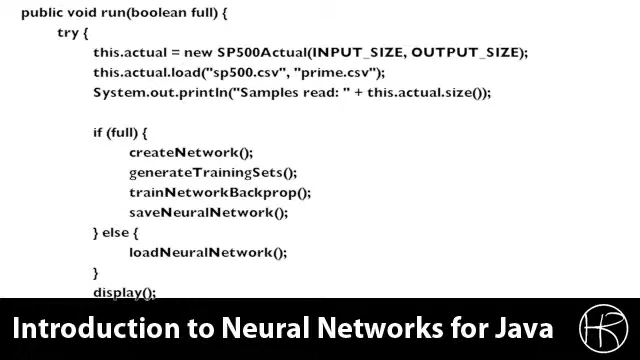 public void run(boolean full) {
try {
this.actual = new SP500Actual(INPUT_SIZE, OUTPUT_SIZE);
this.actual.load("sp500.csv", "prime.csv");
System.out.println("Samples read: " + this.actual.size());
if (full) {
createNetwork();
generateTrainingSets();
trainNetworkBackprop();
saveNeuralNetwork();
} else {
loadNeuralNetwork();
}
display();
Introduction to Neural Networks for Java